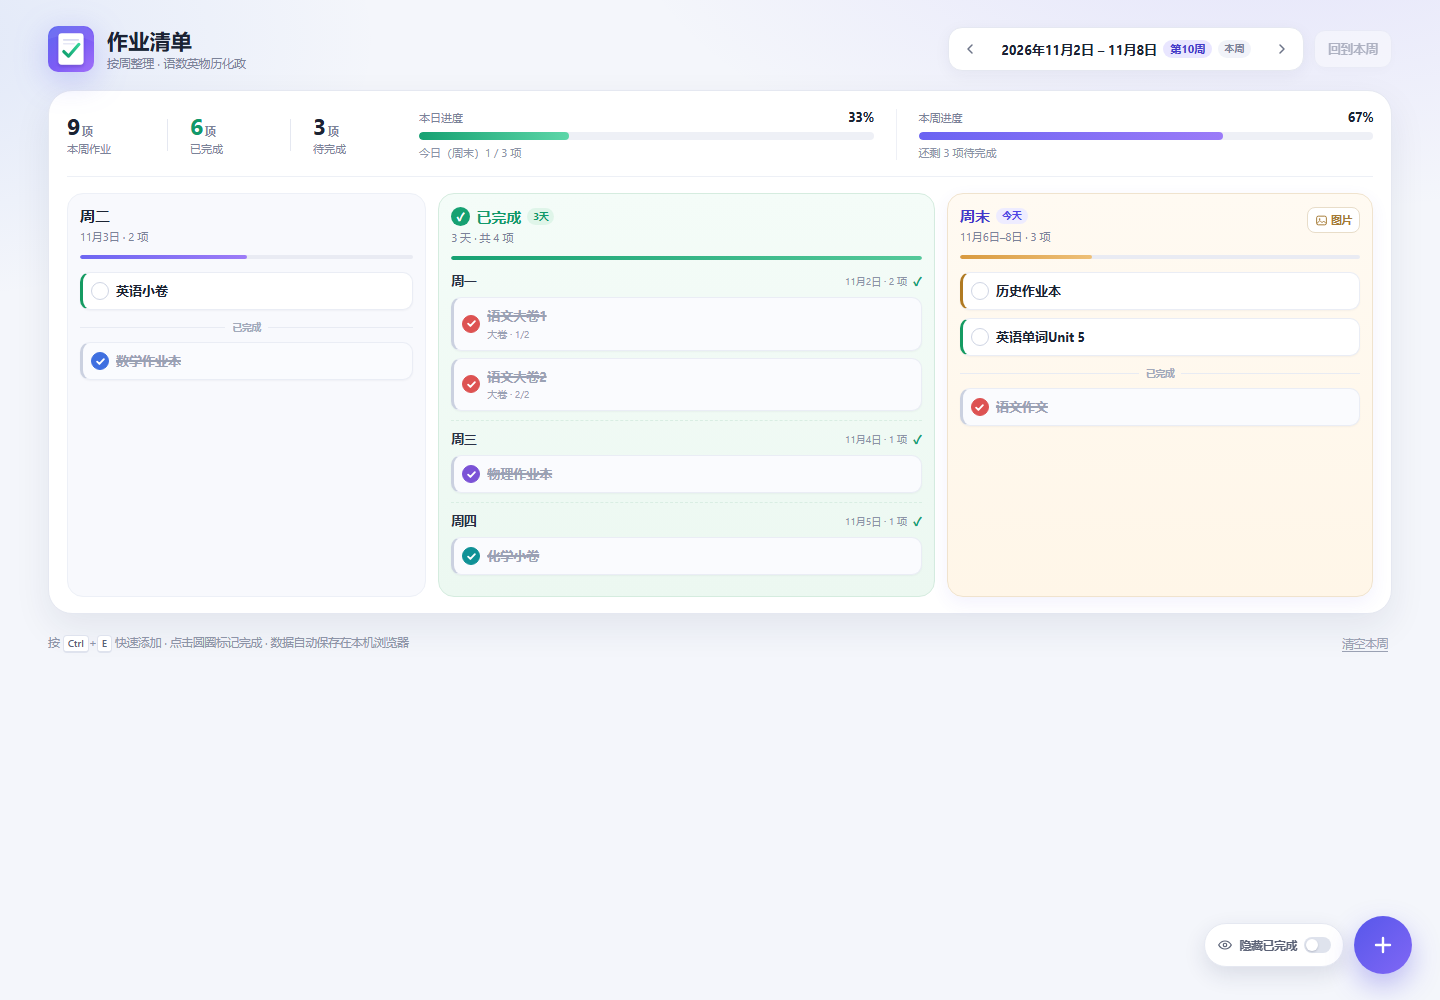 作业清单
按周整理 · 语数英物历化政
2026年11月2日 – 11月8日 第10周 本周
回到本周
9项
本周作业
6项
已完成
3项
待完成
本日进度 33%
今日（周末）1 / 3 项
本周进度 67%
还剩 3 项待完成
周二
11月3日 · 2 项
英语小卷
已完成
数学作业本
已完成 3天
3 天 · 共 4 项
周一 11月2日 · 2 项 ✓
语文大卷1
大卷 · 1/2
语文大卷2
大卷 · 2/2
周三 11月4日 · 1 项 ✓
物理作业本
周四 11月5日 · 1 项 ✓
化学小卷
周末 今天
11月6日–8日 · 3 项
图片
历史作业本
英语单词Unit 5
已完成
语文作文
按 Ctrl + E 快速添加 · 点击圆圈标记完成 · 数据自动保存在本机浏览器
清空本周
隐藏已完成